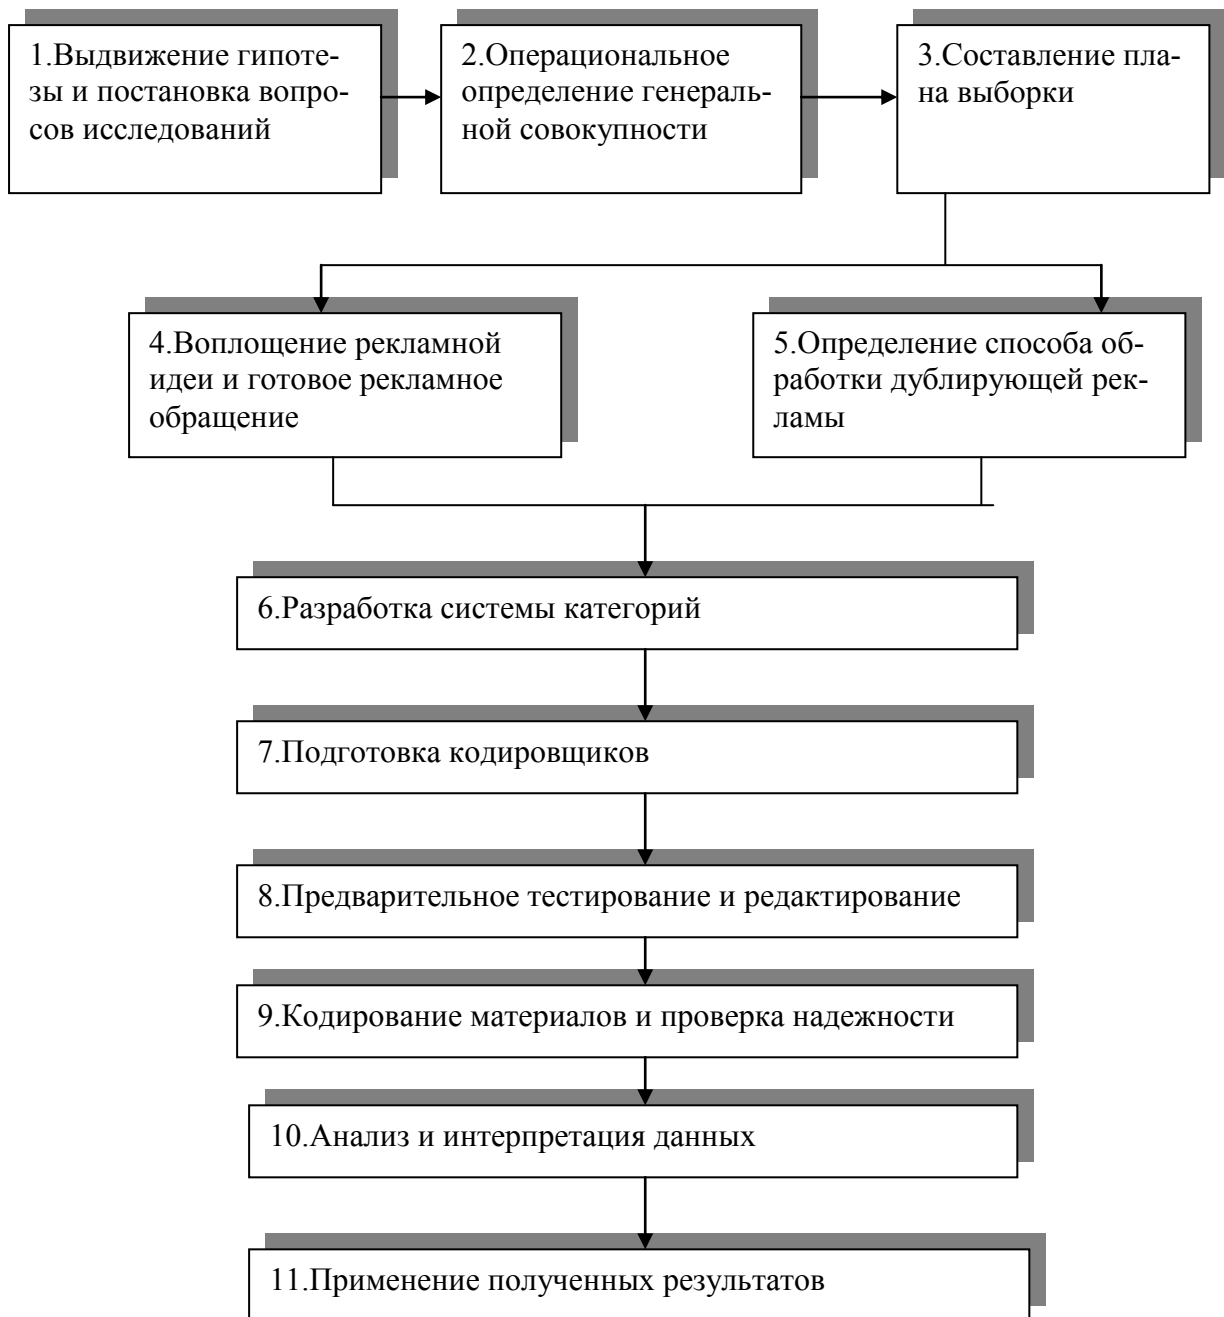 1.Выдвижение гипоте-
зы и постановка вопро-
сов исследований
2.Операциональное
определение генераль-
ной совокупности
3.Составление пла-
на выборки
4.Воплощение рекламной
идеи и готовое рекламное
обращение
5.Определение способа об-
работки дублирующей рек-
ламы
6.Разработка системы категорий
7.Подготовка кодировщиков
8.Предварительное тестирование и редактирование
9.Кодирование материалов и проверка надежности
10.Анализ и интерпретация данных
11.Применение полученных результатов